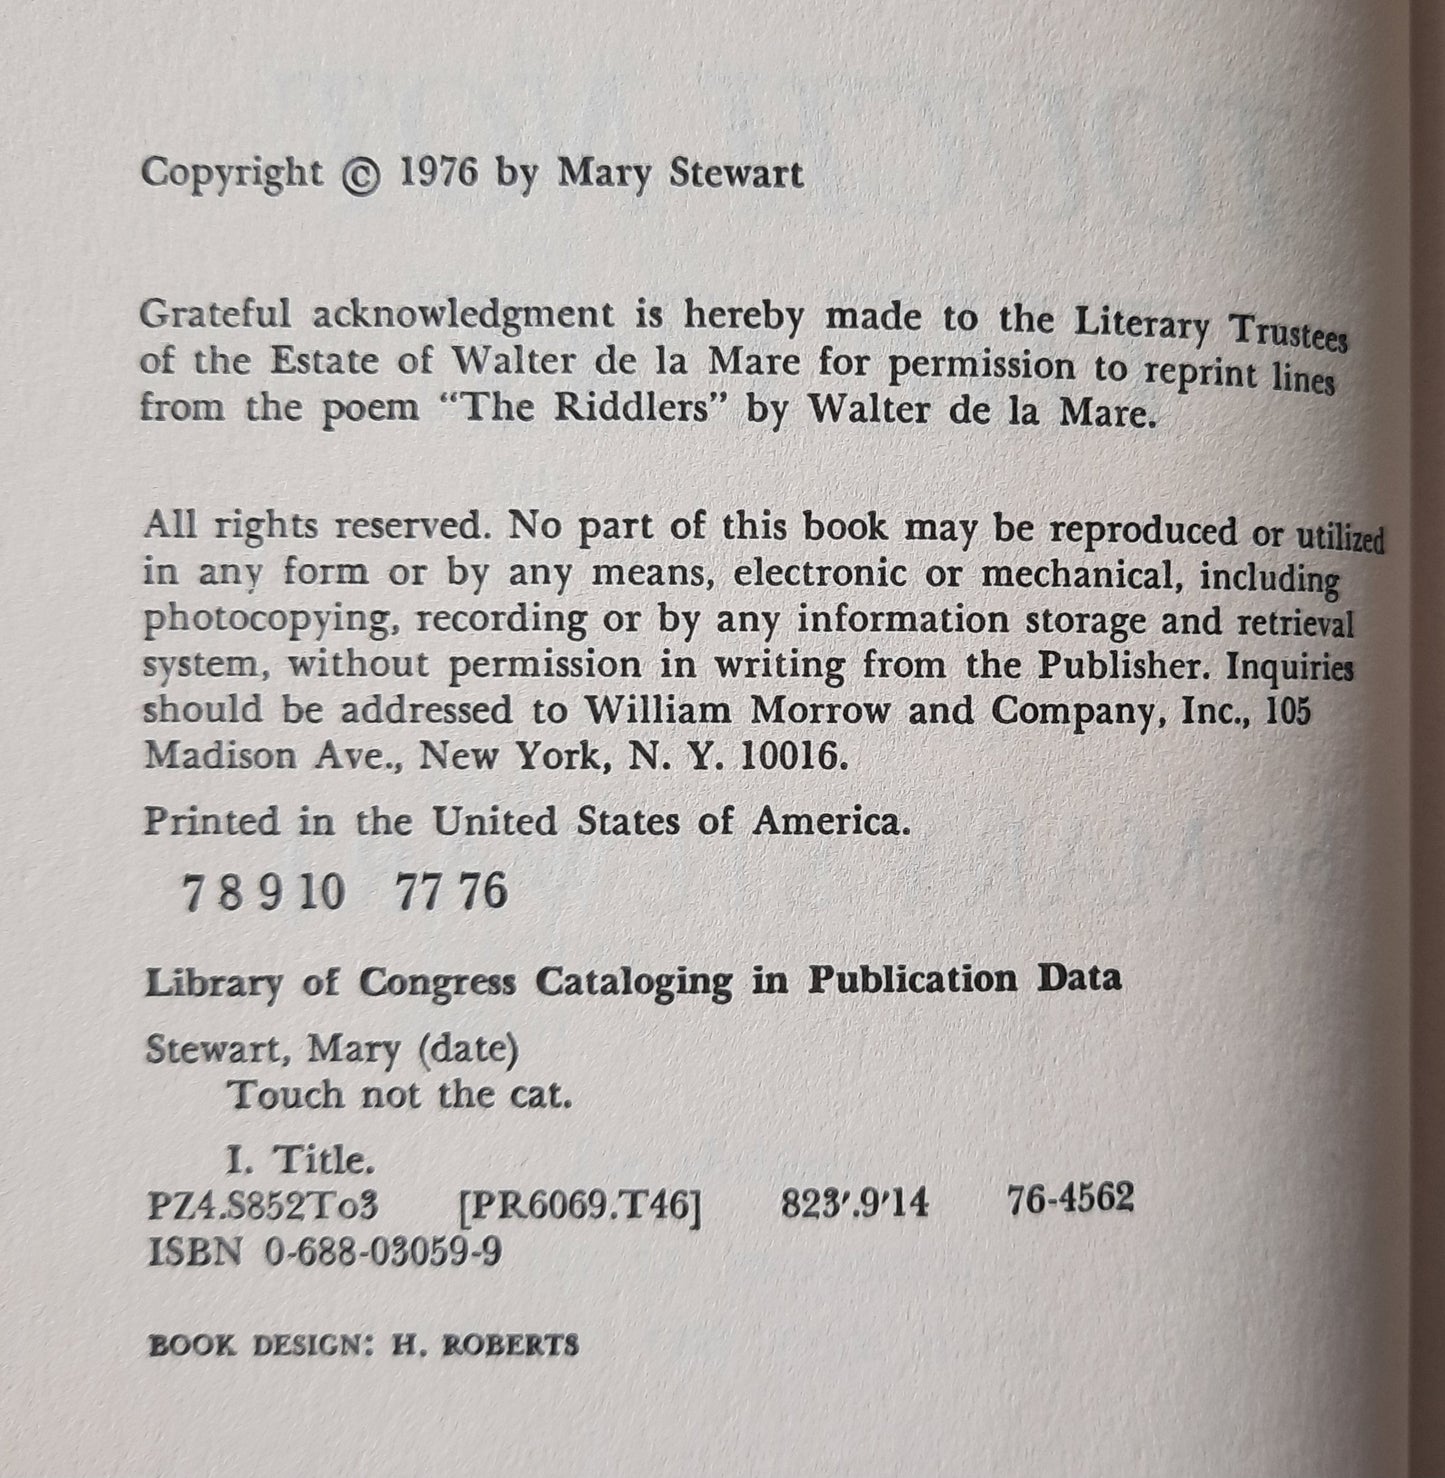 Copyright © 1976 by Mary Stewart
Grateful acknowledgment is hereby made to the Literary Trustees
of the Estate of Walter de la Mare for permission to reprint lines
from the poem “The Riddlers” by Walter de la Mare.
All rights reserved. No part of this book may be reproduced or utilized
in any form or by any means, electronic or mechanical, including
photocopying, recording or by any information storage and retrieval
system, without permission in writing from the Publisher. Inquiries
should be addressed to William Morrow and Company, Inc., 105
Madison Ave., New York, N. Y. 10016.
Printed in the United States of America.
7 8 9 10 77 76
Library of Congress Cataloging in Publication Data
Stewart, Mary (date)
Touch not the cat.
I. Title.
PZ4.S852To3 [PR6069.T46] 823′.9′14 76-4562
ISBN 0-688-03059-9
BOOK DESIGN: H. ROBERTS